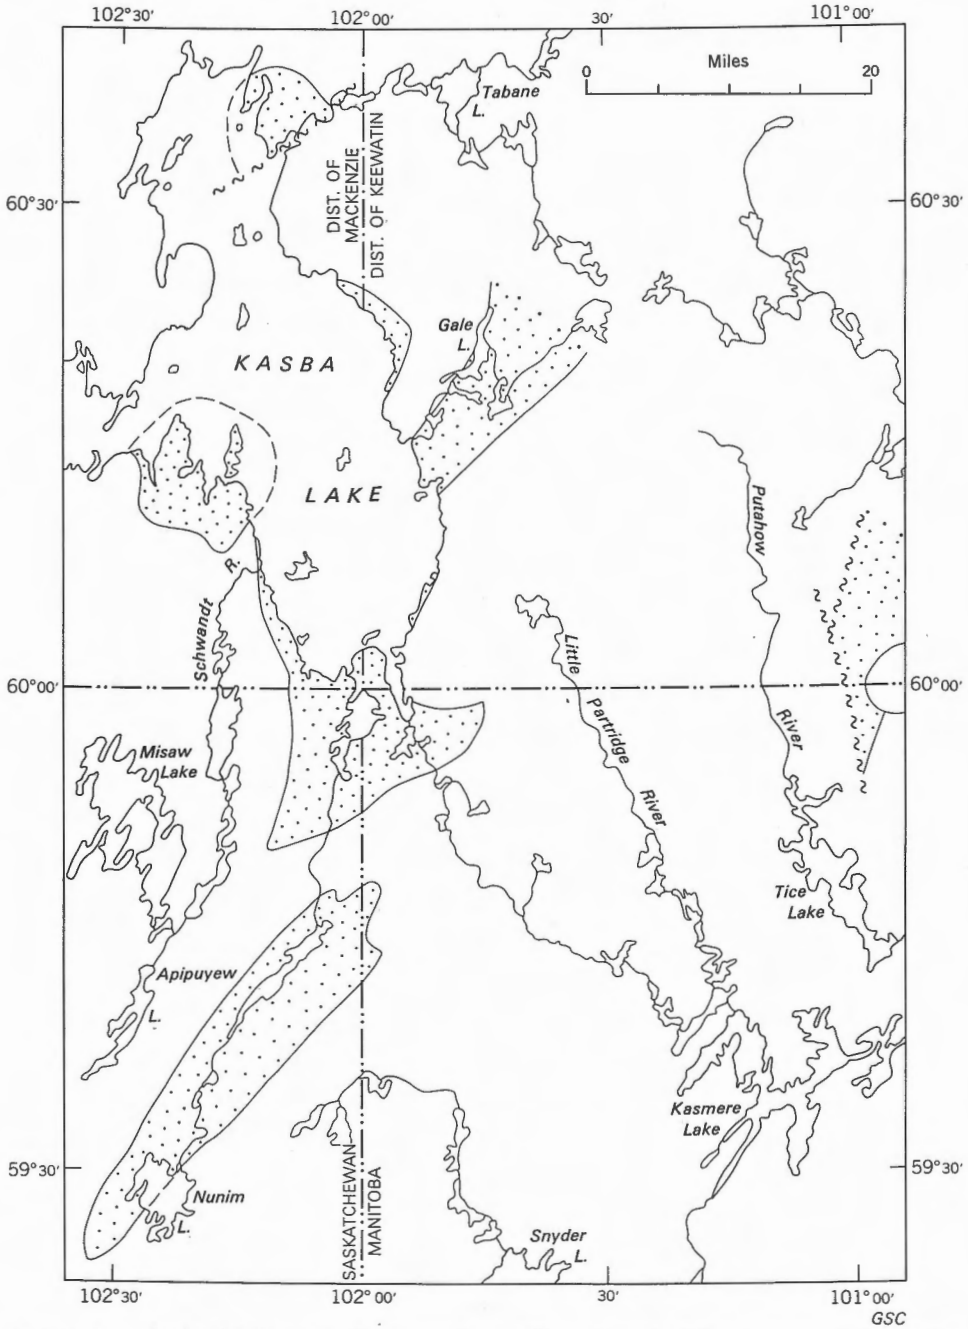 102°30'
102°00'
30'
101°00'
Miles
0
20
Tabane
L.
DIST. OF
MACKENZIE
DIST. OF KEEWATIN
60°30'
60°30'
Gale
L.
KASBA
LAKE
Putahow
R.
Schwandt
Little
60°00'
60°00'
Partridge
River
River
Misaw
Lake
Tice
Lake
Apipuyew
L.
Kasmere
Lake
59°30'
59°30'
SASKATCHEWAN
MANITOBA
Nunim
L.
Snyder
L.
102°30'
102°00'
30'
101°00'
GSC